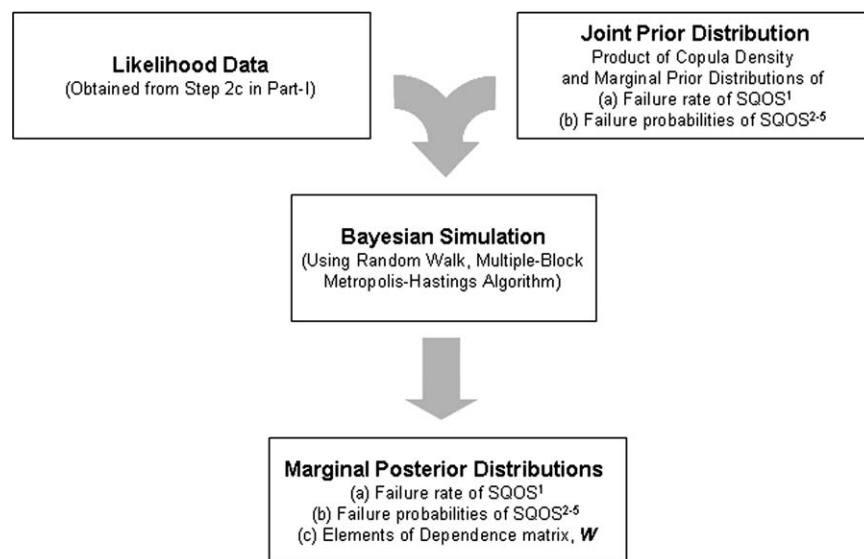 Likelihood Data
(Obtained from Step 2c in Part-I)
Joint Prior Distribution
Product of Copula Density
and Marginal Prior Distributions of
(a) Failure rate of SQOS¹
(b) Failure probabilities of SQOS²⁻⁵
Bayesian Simulation
(Using Random Walk, Multiple-Block
Metropolis-Hastings Algorithm)
Marginal Posterior Distributions
(a) Failure rate of SQOS¹
(b) Failure probabilities of SQOS²⁻⁵
(c) Elements of Dependence matrix, W